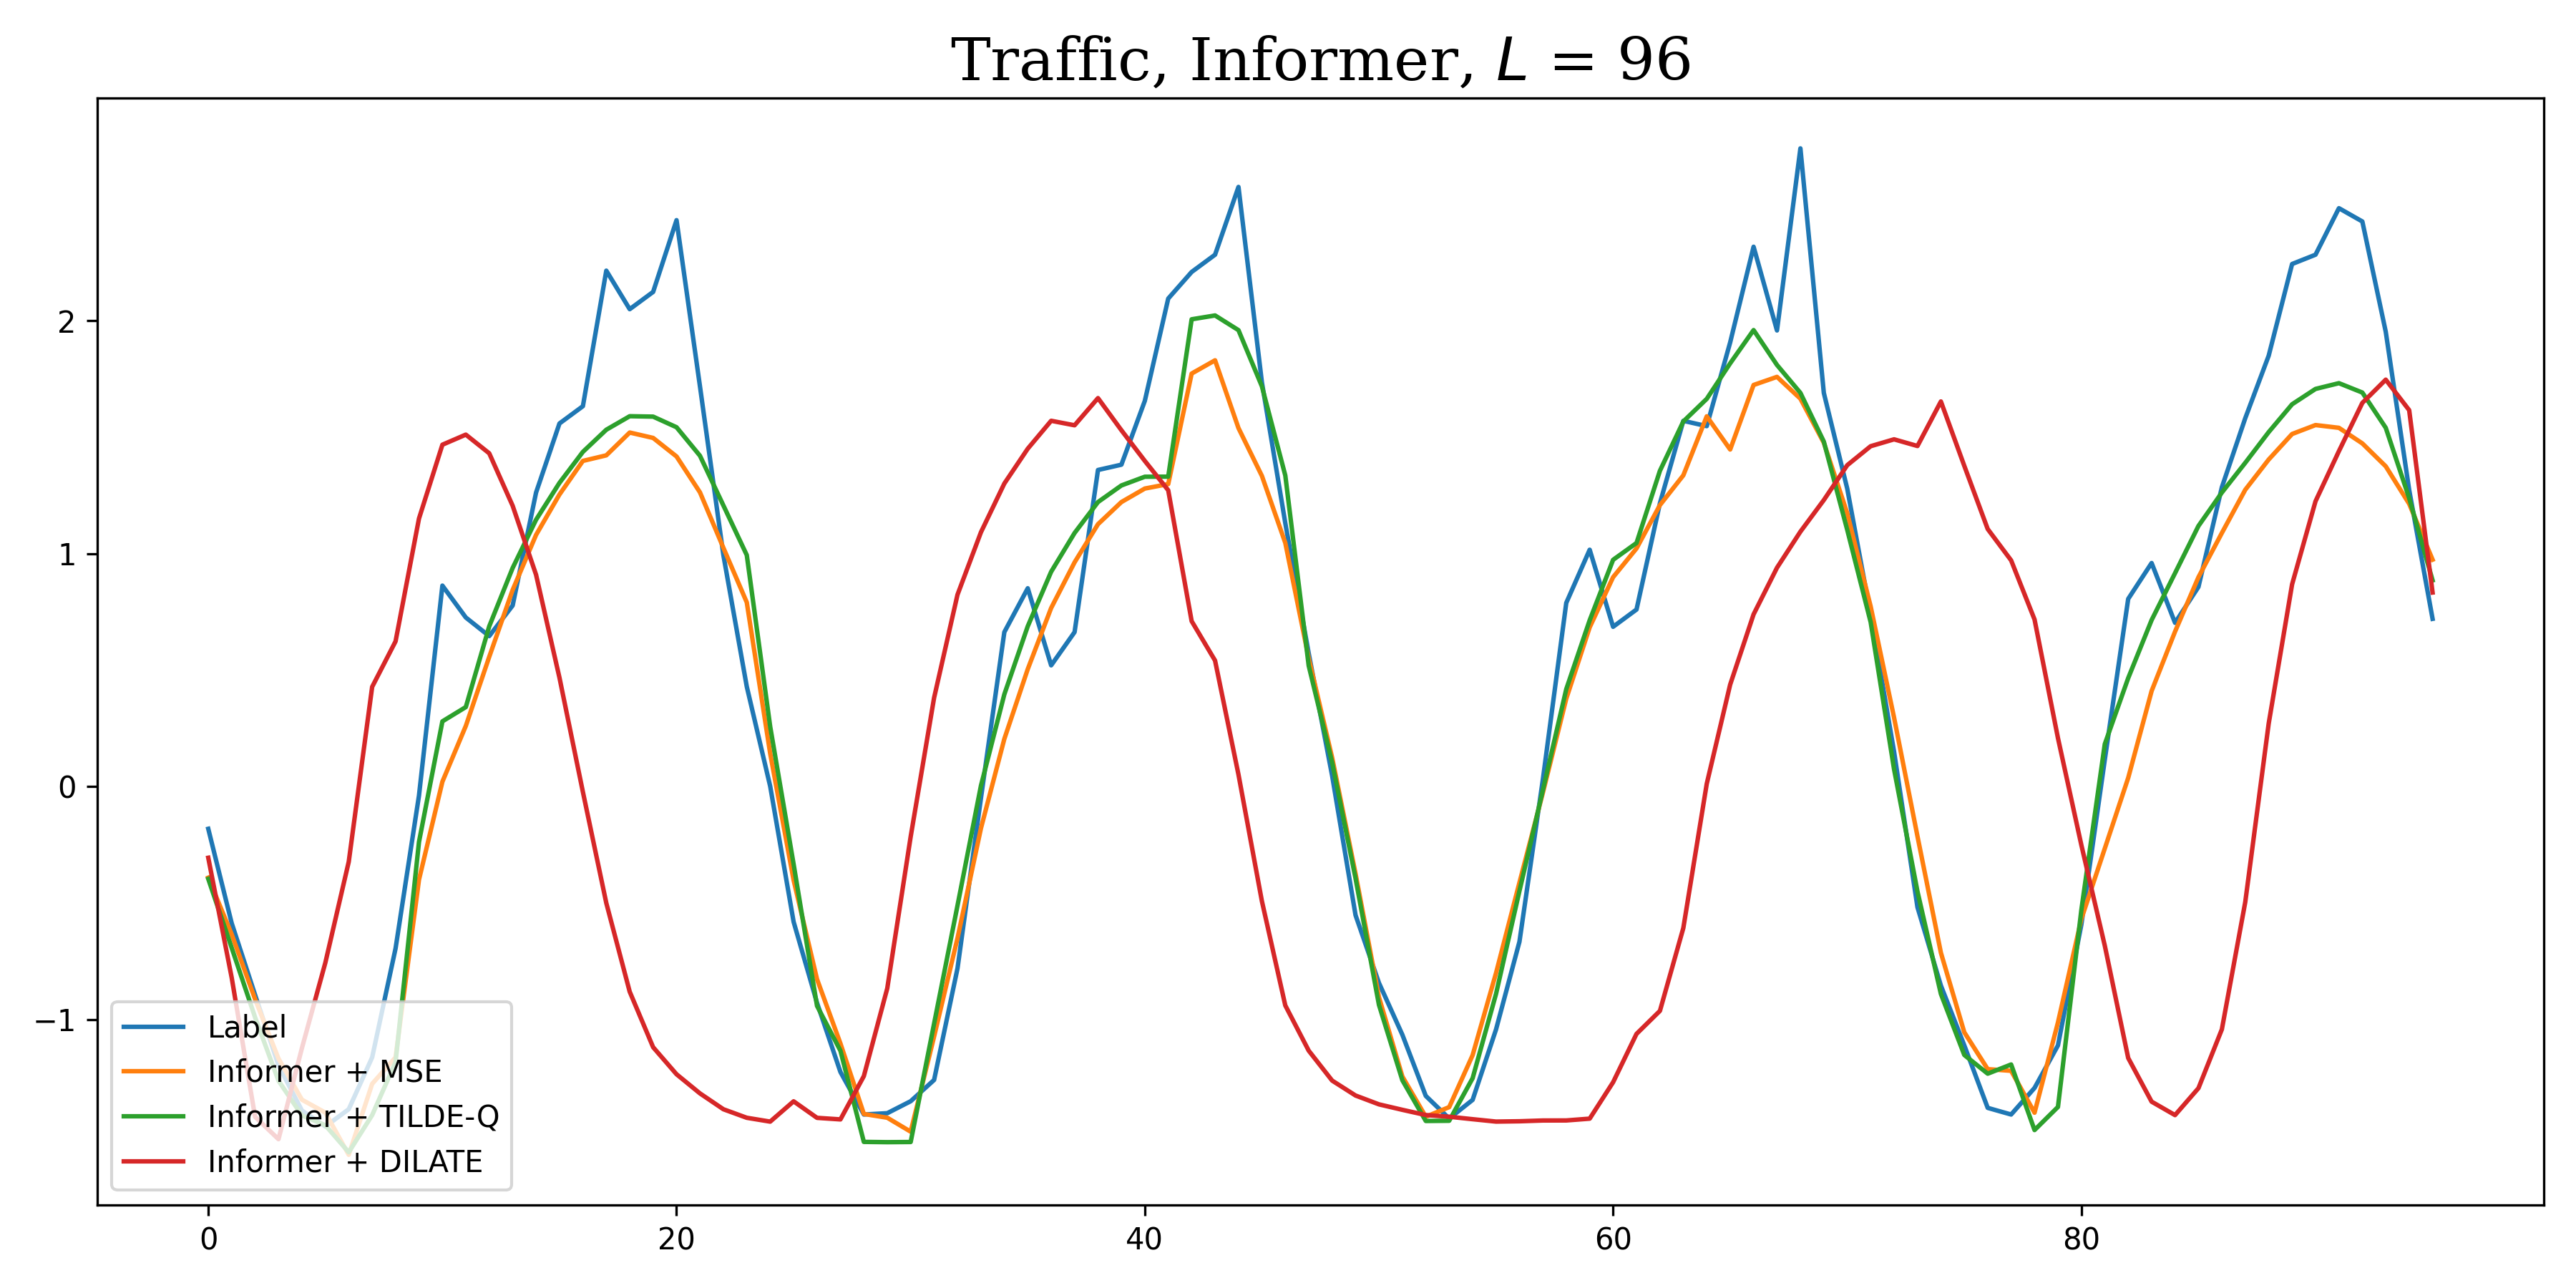 Traffic, Informer, L = 96
2
1
0
−1
Label
Informer + MSE
Informer + TILDE-Q
Informer + DILATE
0 20 40 60 80